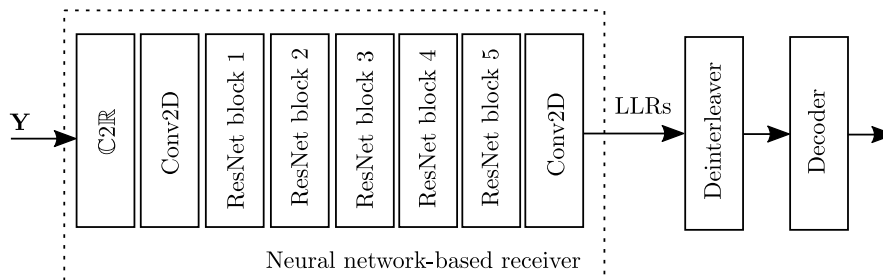 Y
ℂ2ℝ
Conv2D
ResNet block 1
ResNet block 2
ResNet block 3
ResNet block 4
ResNet block 5
Conv2D
LLRs
Deinterleaver
Decoder
Neural network-based receiver